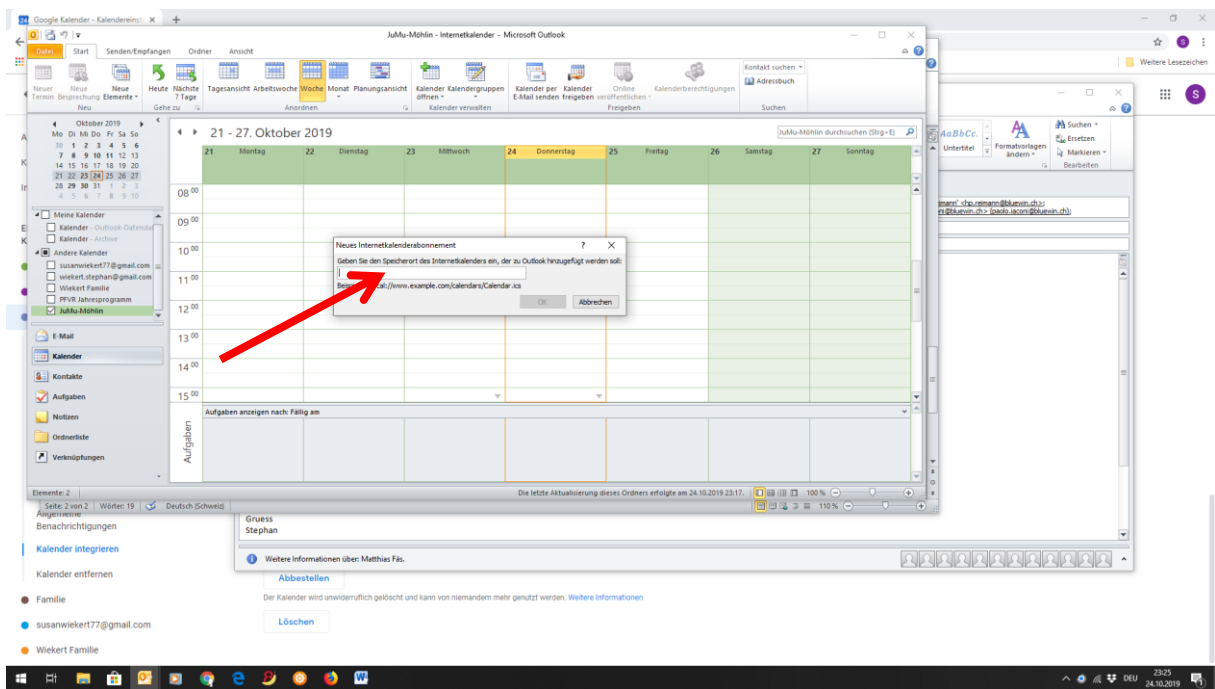 Google Kalender - Kalendereinst
JuMu-Möhlin - Internetkalender - Microsoft Outlook
Datei Start Senden/Empfangen Ordner Ansicht
Weitere Lesezeichen
Neuer Termin
Neue Besprechung
Neue Elemente
Heute
Nächste 7 Tage
Tagesansicht
Arbeitswoche
Woche
Monat
Planungsansicht
Kalender öffnen
Kalendergruppen
Kalender per E-Mail senden
Kalender freigeben
Online veröffentlichen
Kalenderberechtigungen
Kontakt suchen
Adressbuch
Neu
Gehe zu
Anordnen
Kalender verwalten
Freigeben
Suchen
S
S
AaBbCc.
Untertitel
Formatvorlagen ändern
Suchen
Ersetzen
Markieren
Bearbeiten
Oktober 2019
Mo Di Mi Do Fr Sa So
30 1 2 3 4 5 6
7 8 9 10 11 12 13
14 15 16 17 18 19 20
21 22 23 24 25 26 27
28 29 30 31 1 2 3
4 5 6 7 8 9 10
21 - 27. Oktober 2019
JuMu-Möhlin durchsuchen (Strg+E)
21 Montag 22 Dienstag 23 Mittwoch 24 Donnerstag 25 Freitag 26 Samstag 27 Sonntag
08 00
09 00
10 00
11 00
12 00
13 00
14 00
15 00
Meine Kalender
Kalender - Outlook-Datendat
Kalender - Archive
Andere Kalender
susanwiekert77@gmail.com
wiekert.stephan@gmail.com
Wiekert Familie
PFVR Jahresprogramm
JuMu-Möhlin
E-Mail
Kalender
Kontakte
Aufgaben
Notizen
Ordnerliste
Verknüpfungen
Neues Internetkalenderabonnement ? X
Geben Sie den Speicherort des Internetkalenders ein, der zu Outlook hinzugefügt werden soll:
www.example.com/calendars/Calendar.ics
OK Abbrechen
<hp.reimann@bluewin.ch>;
@bluewin.ch> (paolo.iaconi@bluewin.ch);
Aufgaben anzeigen nach: Fällig am
Aufgaben
Elemente: 2
Die letzte Aktualisierung dieses Ordners erfolgte am 24.10.2019 23:17.
100 %
Seite: 2 von 2 Wörter: 19 Deutsch (Schweiz)
110 %
Allgemeine
Benachrichtigungen
Gruess
Stephan
Kalender integrieren
Weitere Informationen über: Matthias Fäs.
Kalender entfernen
Abbestellen
Familie
Der Kalender wird unwiderruflich gelöscht und kann von niemandem mehr genutzt werden. Weitere Informationen
susanwiekert77@gmail.com
Löschen
Wiekert Familie
DEU
23:25
24.10.2019